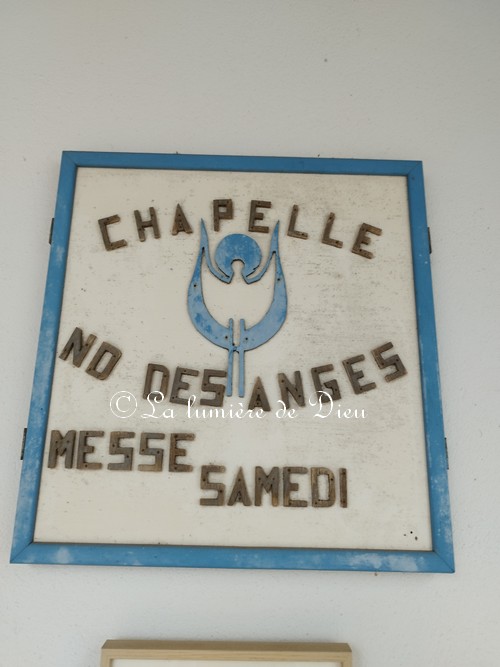 CHAPELLE
ND DES ANGES
©La lumière de Dieu
MESSE
SAMEDI